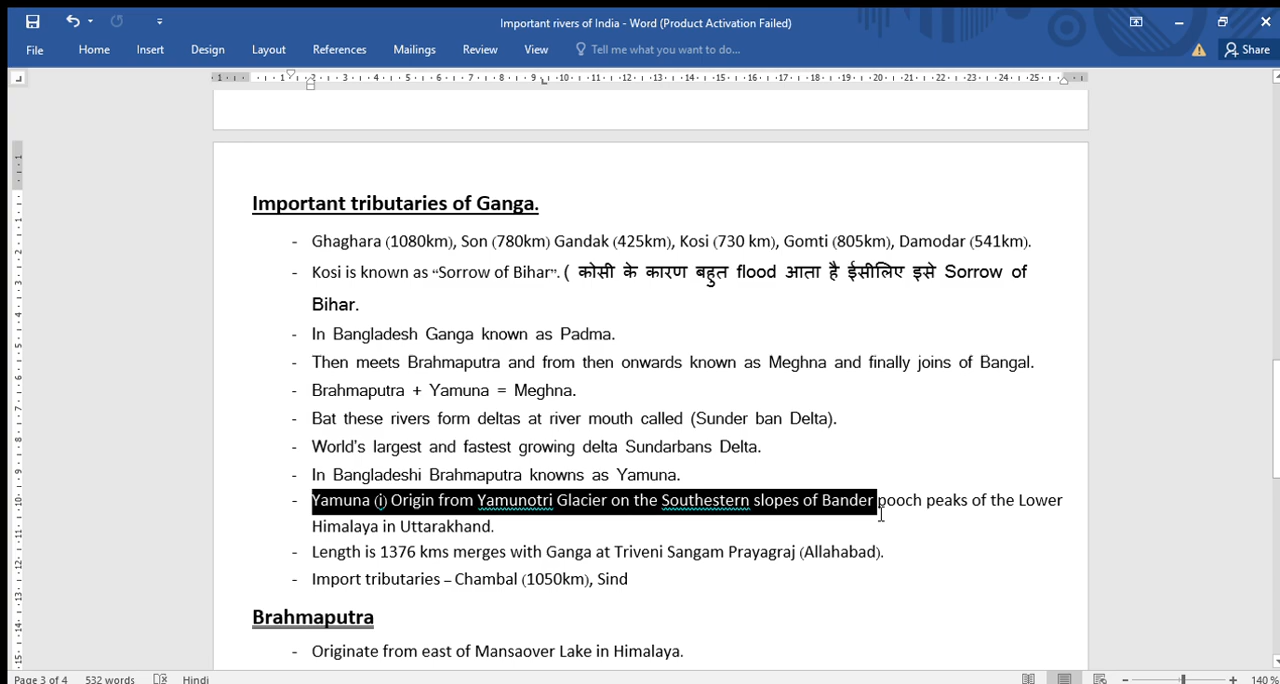 Important rivers of India - Word (Product Activation Failed)
File Home Insert Design Layout References Mailings Review View Tell me what you want to do... Share
Important tributaries of Ganga.
- Ghaghara (1080km), Son (780km) Gandak (425km), Kosi (730 km), Gomti (805km), Damodar (541km).
- Kosi is known as “Sorrow of Bihar”. ( कोसी के कारण बहुत flood आता है ईसीलिए इसे Sorrow of
Bihar.
- In Bangladesh Ganga known as Padma.
- Then meets Brahmaputra and from then onwards known as Meghna and finally joins of Bangal.
- Brahmaputra + Yamuna = Meghna.
- Bat these rivers form deltas at river mouth called (Sunder ban Delta).
- World's largest and fastest growing delta Sundarbans Delta.
- In Bangladeshi Brahmaputra knowns as Yamuna.
- Yamuna (i) Origin from Yamunotri Glacier on the Southestern slopes of Bander pooch peaks of the Lower
Himalaya in Uttarakhand.
- Length is 1376 kms merges with Ganga at Triveni Sangam Prayagraj (Allahabad).
- Import tributaries – Chambal (1050km), Sind
Brahmaputra
- Originate from east of Mansaover Lake in Himalaya.
Page 3 of 4 532 words Hindi 140 %